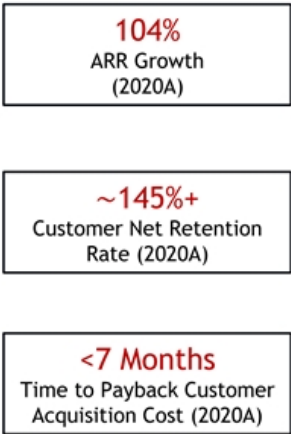 104%
ARR Growth
(2020A)
~145%+
Customer Net Retention
Rate (2020A)
<7 Months
Time to Payback Customer
Acquisition Cost (2020A)